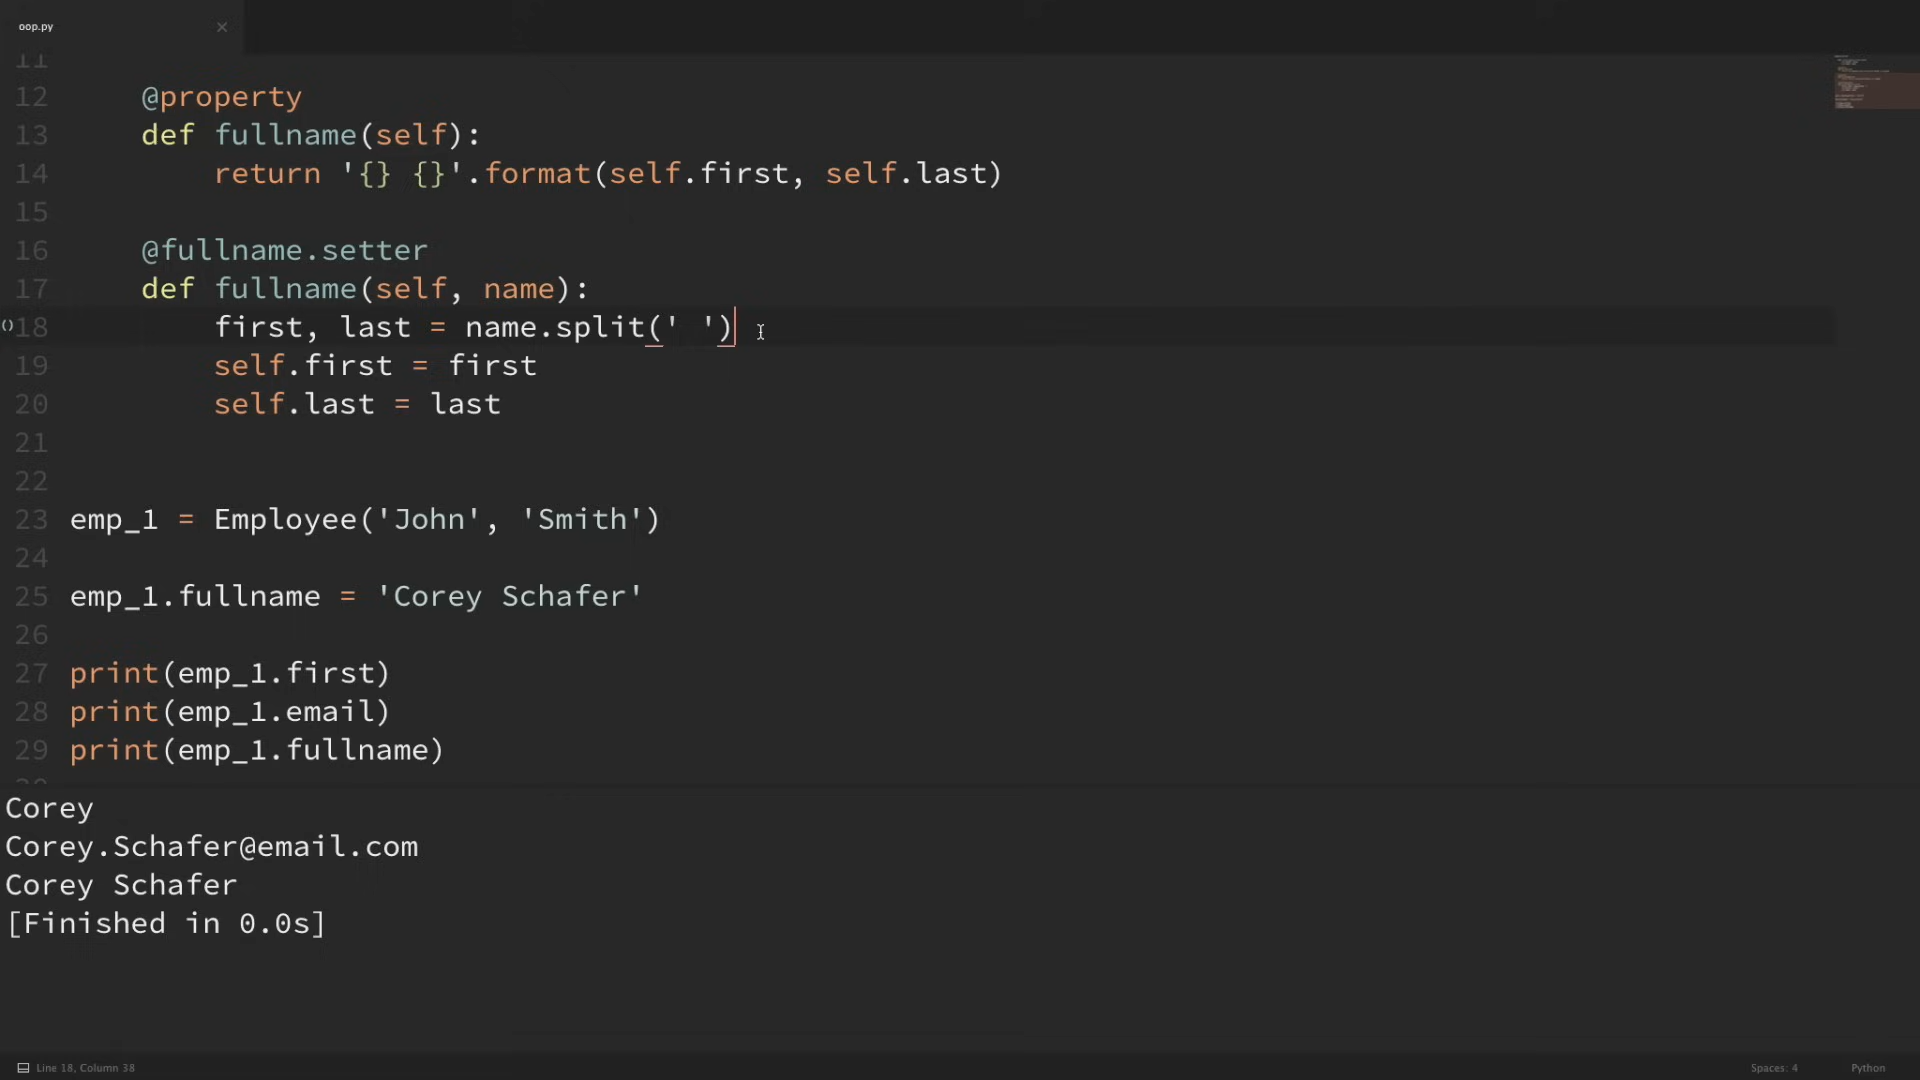 oop.py
11
12 @property
13 def fullname(self):
14 return '{} {}'.format(self.first, self.last)
15
16 @fullname.setter
17 def fullname(self, name):
18 first, last = name.split(' ')
19 self.first = first
20 self.last = last
21
22
23 emp_1 = Employee('John', 'Smith')
24
25 emp_1.fullname = 'Corey Schafer'
26
27 print(emp_1.first)
28 print(emp_1.email)
29 print(emp_1.fullname)
Corey
Corey.Schafer@email.com
Corey Schafer
[Finished in 0.0s]
Line 18, Column 38
Spaces: 4
Python